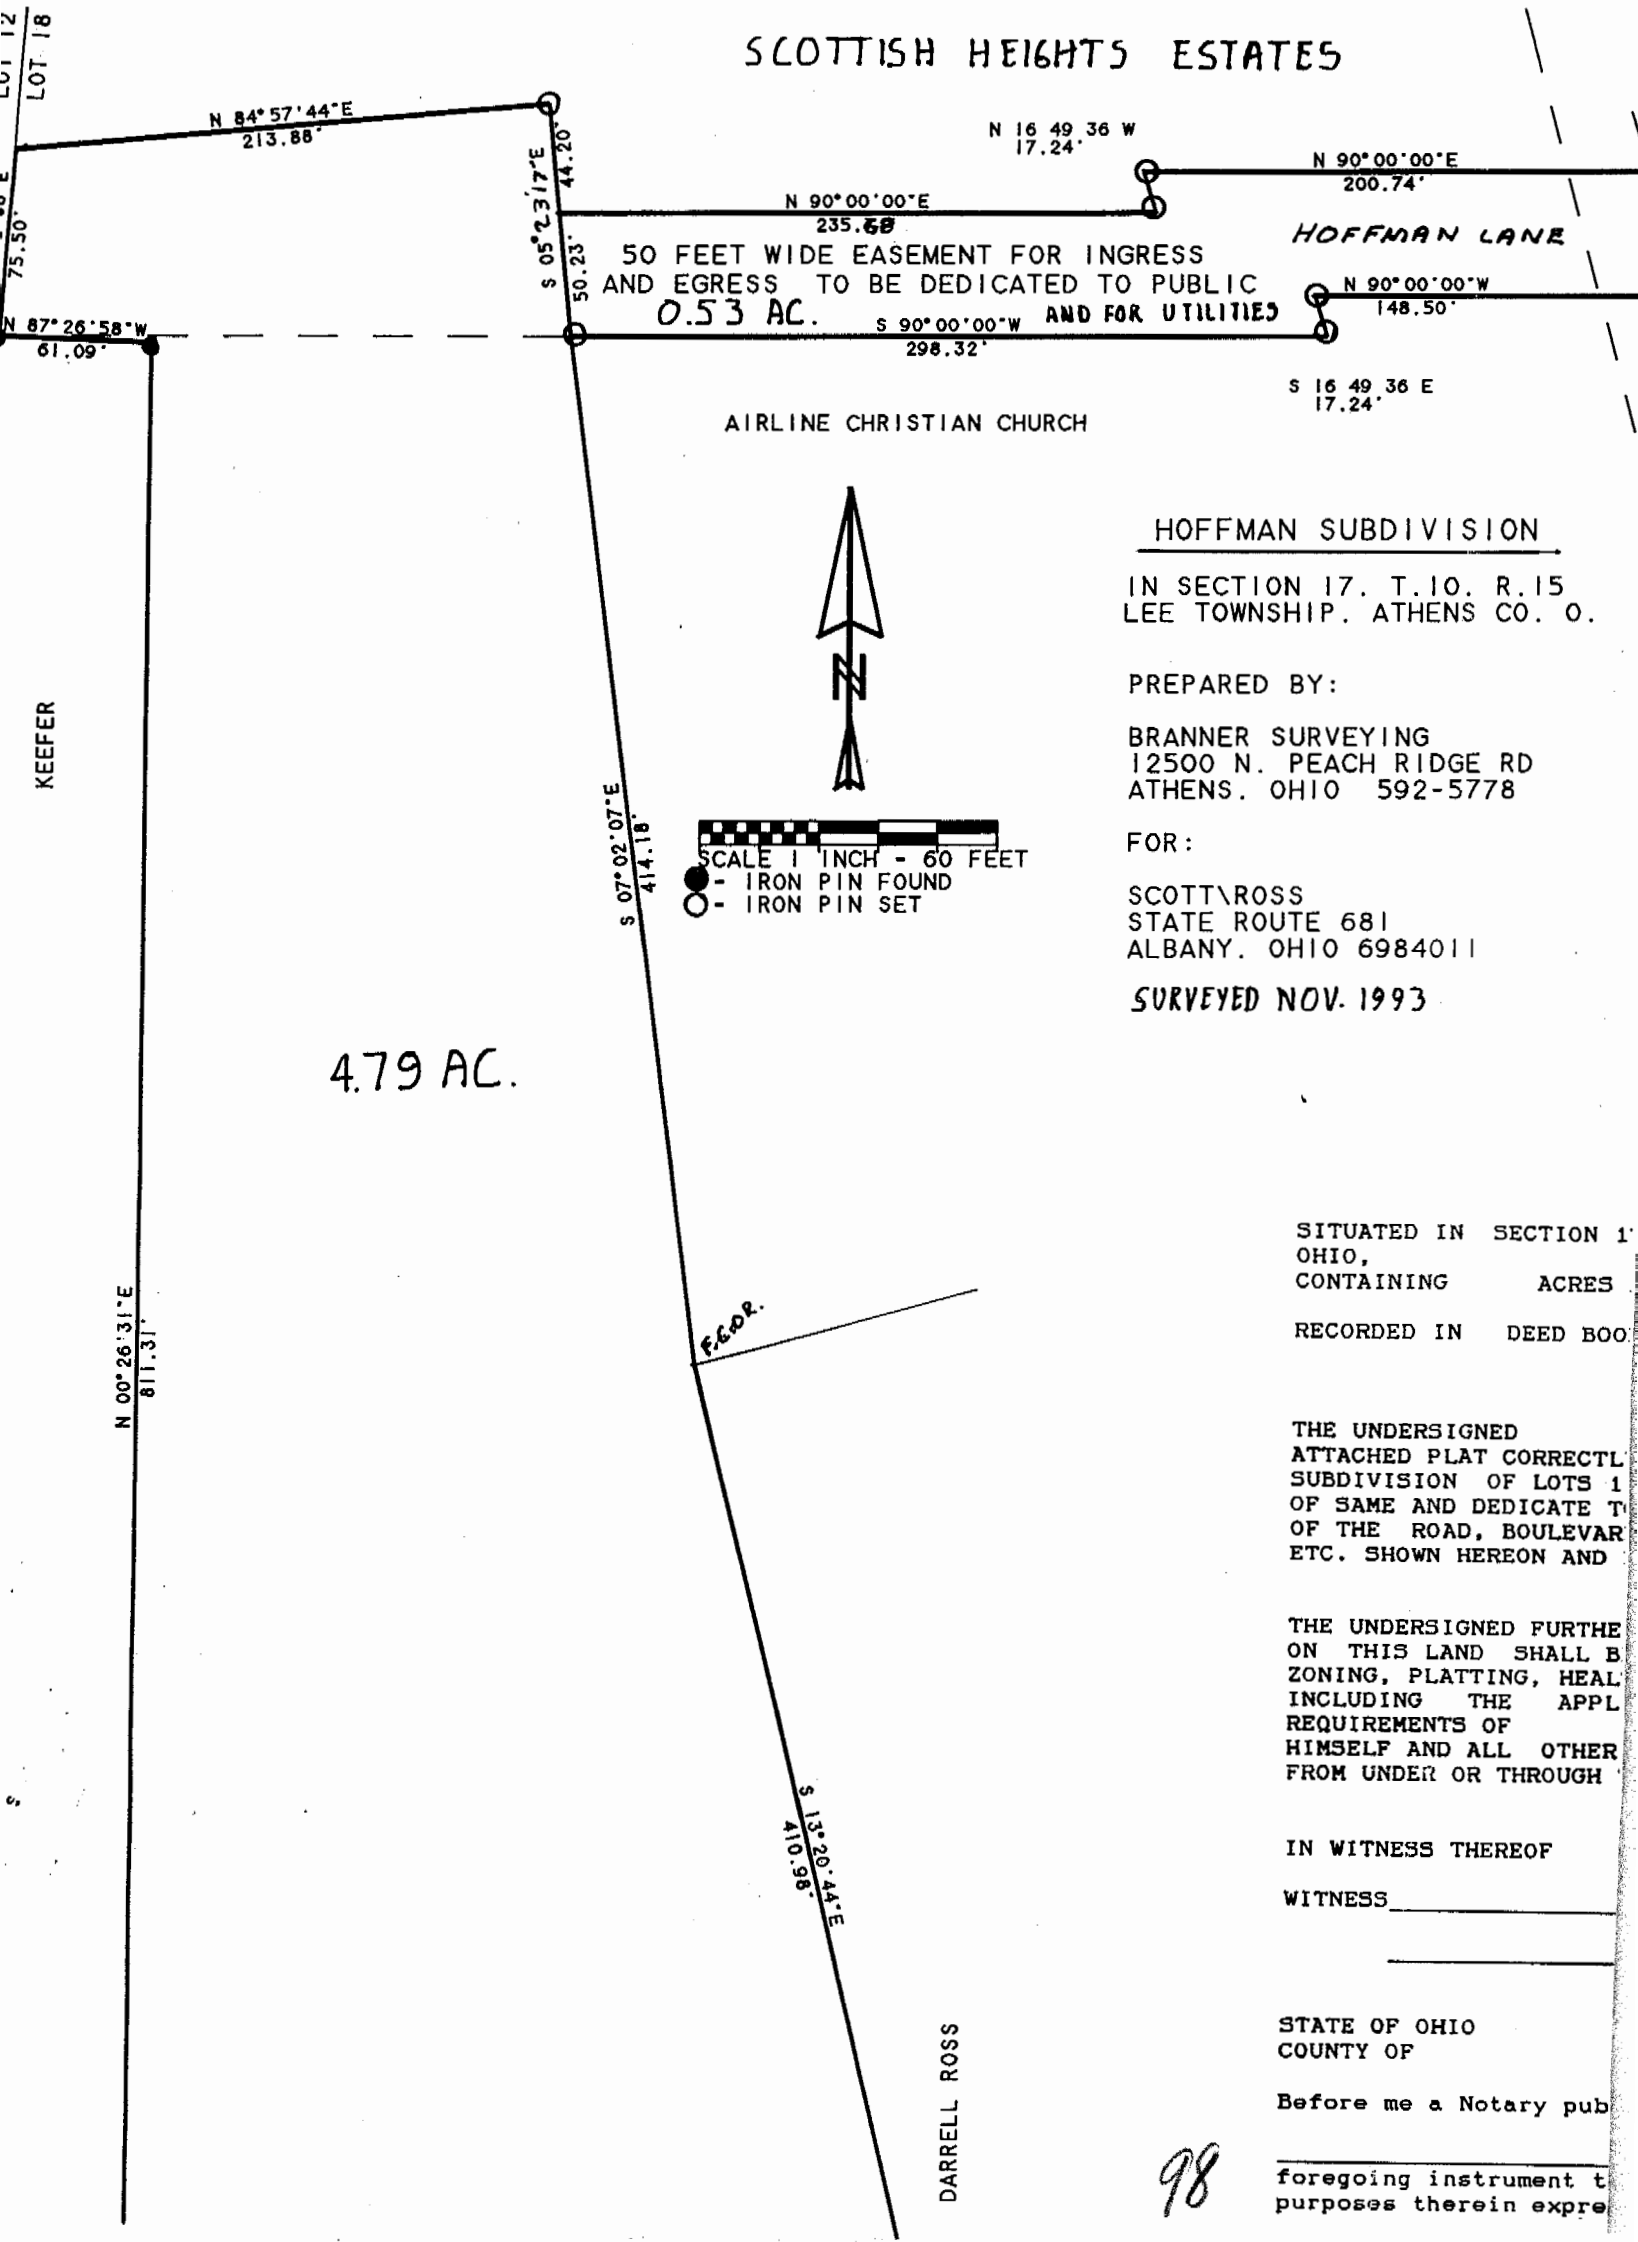 LOT 12
LOT 18
SCOTTISH HEIGHTS ESTATES
N 84°57'44"E
213.88'
S 05°23'17"E
44.20'
N 16 49 36 W
17.24'
N 90°00'00"E
200.74'
N 90°00'00"E
235.68
HOFFMAN LANE
75.50'
50.23'
50 FEET WIDE EASEMENT FOR INGRESS
AND EGRESS TO BE DEDICATED TO PUBLIC
0.53 AC.
AND FOR UTILITIES
N 90°00'00"W
148.50'
N 87°26'58"W
61.09'
S 90°00'00"W
298.32'
S 16 49 36 E
17.24'
AIRLINE CHRISTIAN CHURCH
HOFFMAN SUBDIVISION
IN SECTION 17. T.10. R.15
LEE TOWNSHIP. ATHENS CO. O.
N
PREPARED BY:
BRANNER SURVEYING
12500 N. PEACH RIDGE RD
ATHENS. OHIO 592-5778
KEEFER
S 07°02'07"E
414.18'
SCALE 1 INCH - 60 FEET
- IRON PIN FOUND
- IRON PIN SET
FOR:
SCOTT\ROSS
STATE ROUTE 681
ALBANY. OHIO 6984011
SURVEYED NOV. 1993
4.79 AC.
N 00°26'31"E
811.31'
F.C.OR.
SITUATED IN SECTION 1
OHIO,
CONTAINING ACRES
RECORDED IN DEED BOO
THE UNDERSIGNED
ATTACHED PLAT CORRECTL
SUBDIVISION OF LOTS 1
OF SAME AND DEDICATE T
OF THE ROAD, BOULEVAR
ETC. SHOWN HEREON AND
THE UNDERSIGNED FURTHE
ON THIS LAND SHALL B
ZONING, PLATTING, HEAL
INCLUDING THE APPL
REQUIREMENTS OF
HIMSELF AND ALL OTHER
FROM UNDER OR THROUGH
S 13°20'44"E
410.98'
IN WITNESS THEREOF
WITNESS
DARRELL ROSS
STATE OF OHIO
COUNTY OF
Before me a Notary pub
98
foregoing instrument t
purposes therein expre